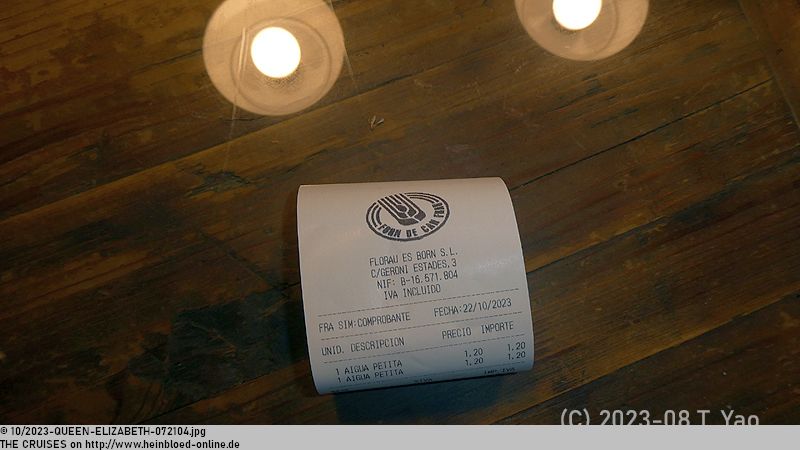 FORN DE CAN FRAU
FLORAU ES BORN S.L.
C/GERONI ESTADES,3
NIF: B-16.571.804
IVA INCLUIDO
FRA SIM:COMPROBANTE FECHA:22/10/2023
UNID. DESCRIPCION PRECIO IMPORTE
1 AIGUA PETITA 1,20 1.20
1 AIGUA PETITA 1.20 1.20
(C) 2023-08 T. Yao
© 10/2023-QUEEN-ELIZABETH-072104.jpg
THE CRUISES on http://www.heinbloed-online.de